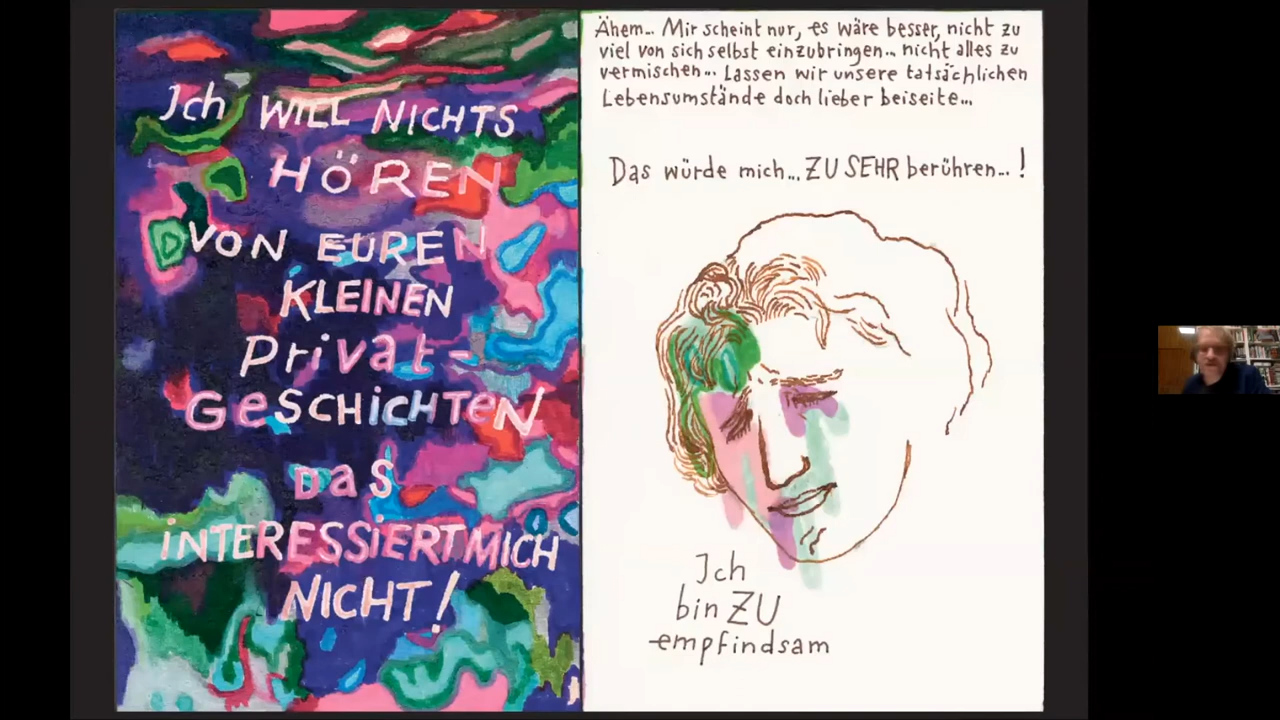 Ich WILL NICHTS
HÖREN
VON EUREN
KLEINEN
Privat-
GeSCHiCHTeN
Das
iNTERESSiERT MiCH
NICHT!
Ähem... Mir scheint nur, es wäre besser, nicht zu
viel von sich selbst einzubringen... nicht alles zu
vermischen... Lassen wir unsere tatsächlichen
Lebensumstände doch lieber beiseite...
Das würde mich... ZU SEHR berühren...!
Ich
bin ZU
empfindsam